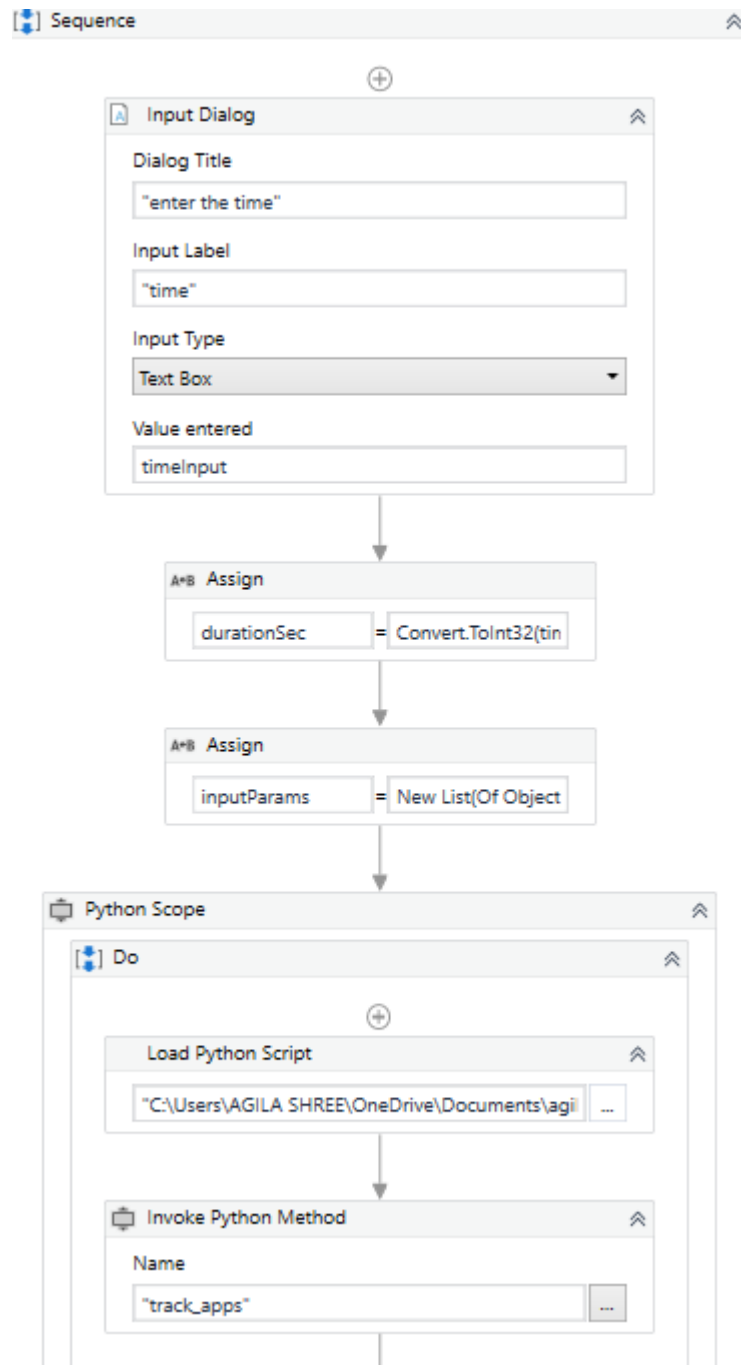 Sequence
Input Dialog
Dialog Title
"enter the time"
Input Label
"time"
Input Type
Text Box
Value entered
timeInput
A+B Assign
durationSec = Convert.ToInt32(tin
A+B Assign
inputParams = New List(Of Object
Python Scope
Do
Load Python Script
"C:\Users\AGILA SHREE\OneDrive\Documents\agil ...
Invoke Python Method
Name
"track_apps" ...